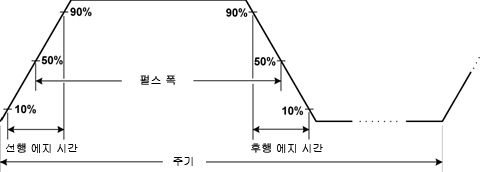 90% 90%
50% 50%
펄스 폭
10% 10%
선행 에지 시간 후행 에지 시간
주기